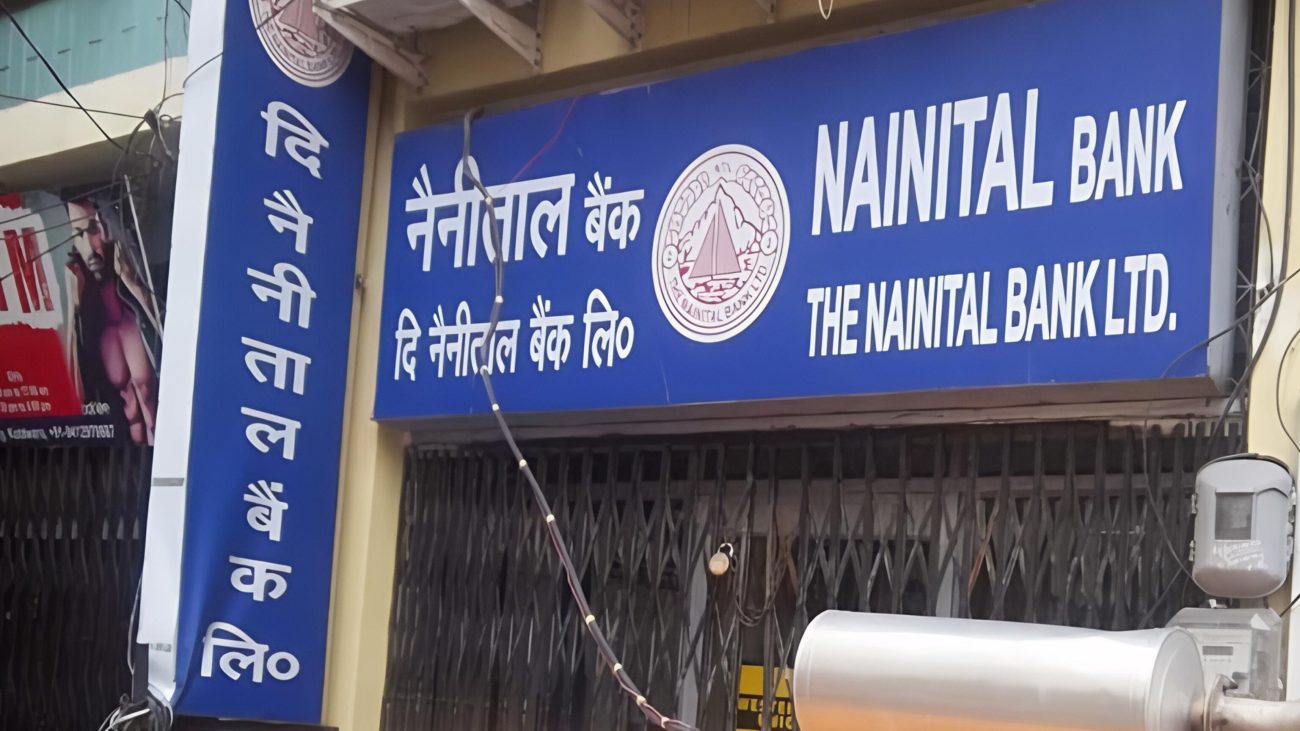 दि
नै
नी
ता
ल
बैं
क
लि०
नैनीताल बैंक
दि नैनीताल बैंक लि०
NAINITAL BANK
THE NAINITAL BANK LTD.